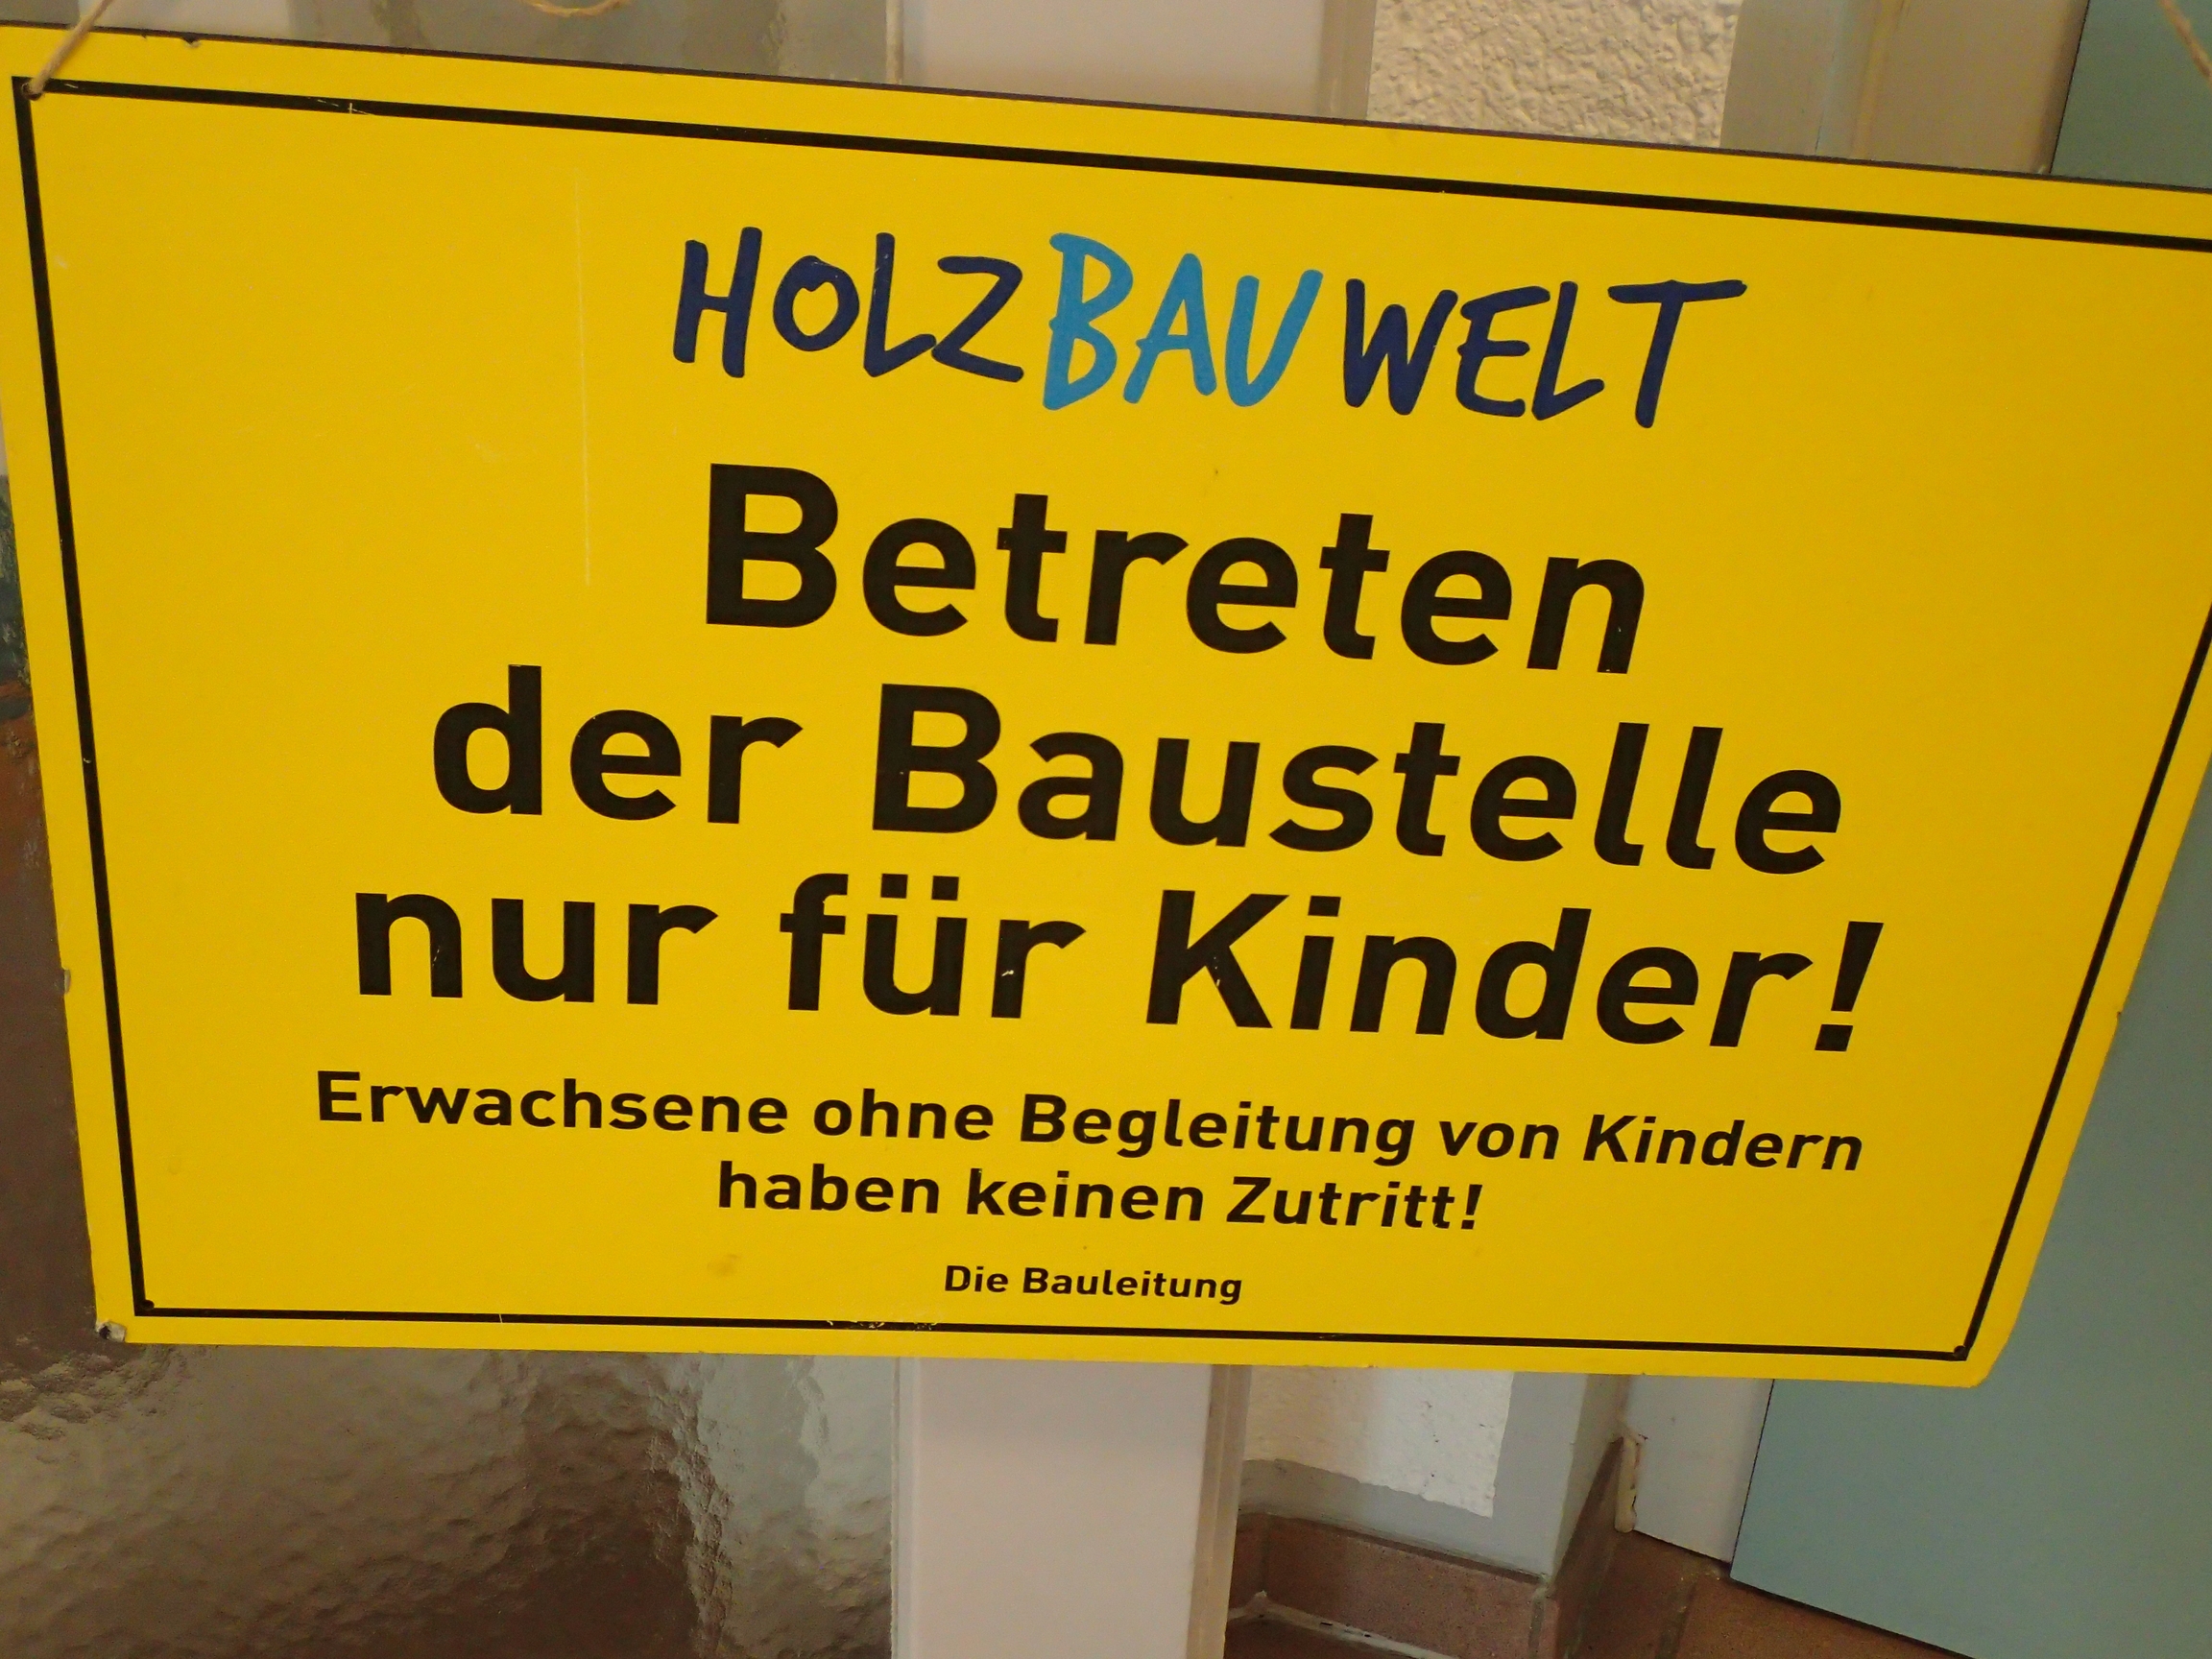 HOLZBAUWELT
Betreten
der Baustelle
nur für Kinder!
Erwachsene ohne Begleitung von Kindern
haben keinen Zutritt!
Die Bauleitung